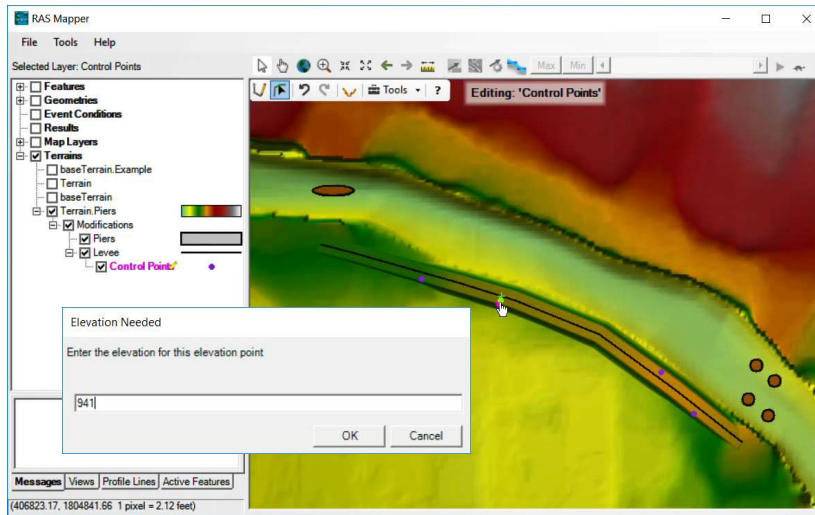 RAS Mapper
File Tools Help
Selected Layer: Control Points
Max Min
Features
Geometries
Event Conditions
Results
Map Layers
Terrains
baseTerrain.Example
Terrain
baseTerrain
Terrain.Piers
Modifications
Piers
Levee
Control Points
Tools ?
Editing: 'Control Points'
Elevation Needed
Enter the elevation for this elevation point
941
OK Cancel
Messages Views Profile Lines Active Features
(406823.17, 1804841.66 1 pixel = 2.12 feet)